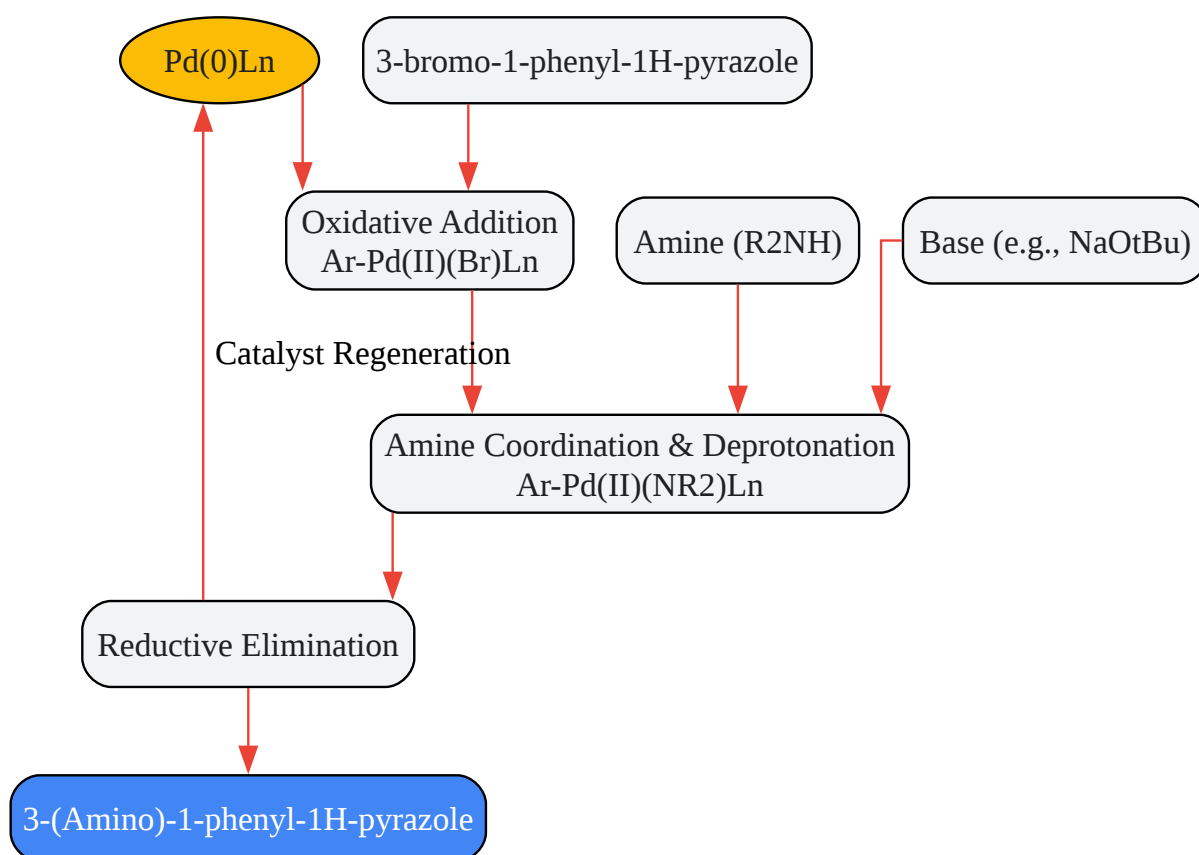 Pd(0)Ln
3-bromo-1-phenyl-1H-pyrazole
Oxidative Addition
Ar-Pd(II)(Br)Ln
Amine (R2NH)
Base (e.g., NaOtBu)
Catalyst Regeneration
Amine Coordination & Deprotonation
Ar-Pd(II)(NR2)Ln
Reductive Elimination
3-(Amino)-1-phenyl-1H-pyrazole